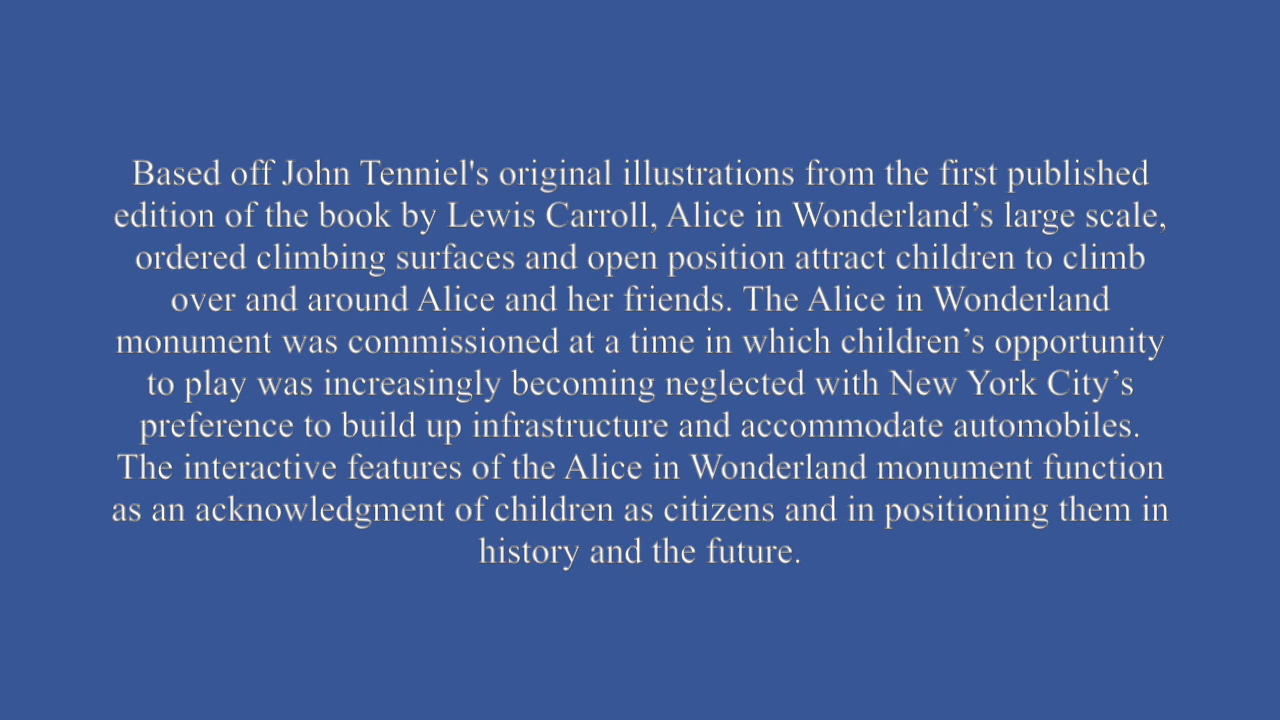 Based off John Tenniel's original illustrations from the first published
edition of the book by Lewis Carroll, Alice in Wonderland’s large scale,
ordered climbing surfaces and open position attract children to climb
over and around Alice and her friends. The Alice in Wonderland
monument was commissioned at a time in which children’s opportunity
to play was increasingly becoming neglected with New York City’s
preference to build up infrastructure and accommodate automobiles.
The interactive features of the Alice in Wonderland monument function
as an acknowledgment of children as citizens and in positioning them in
history and the future.